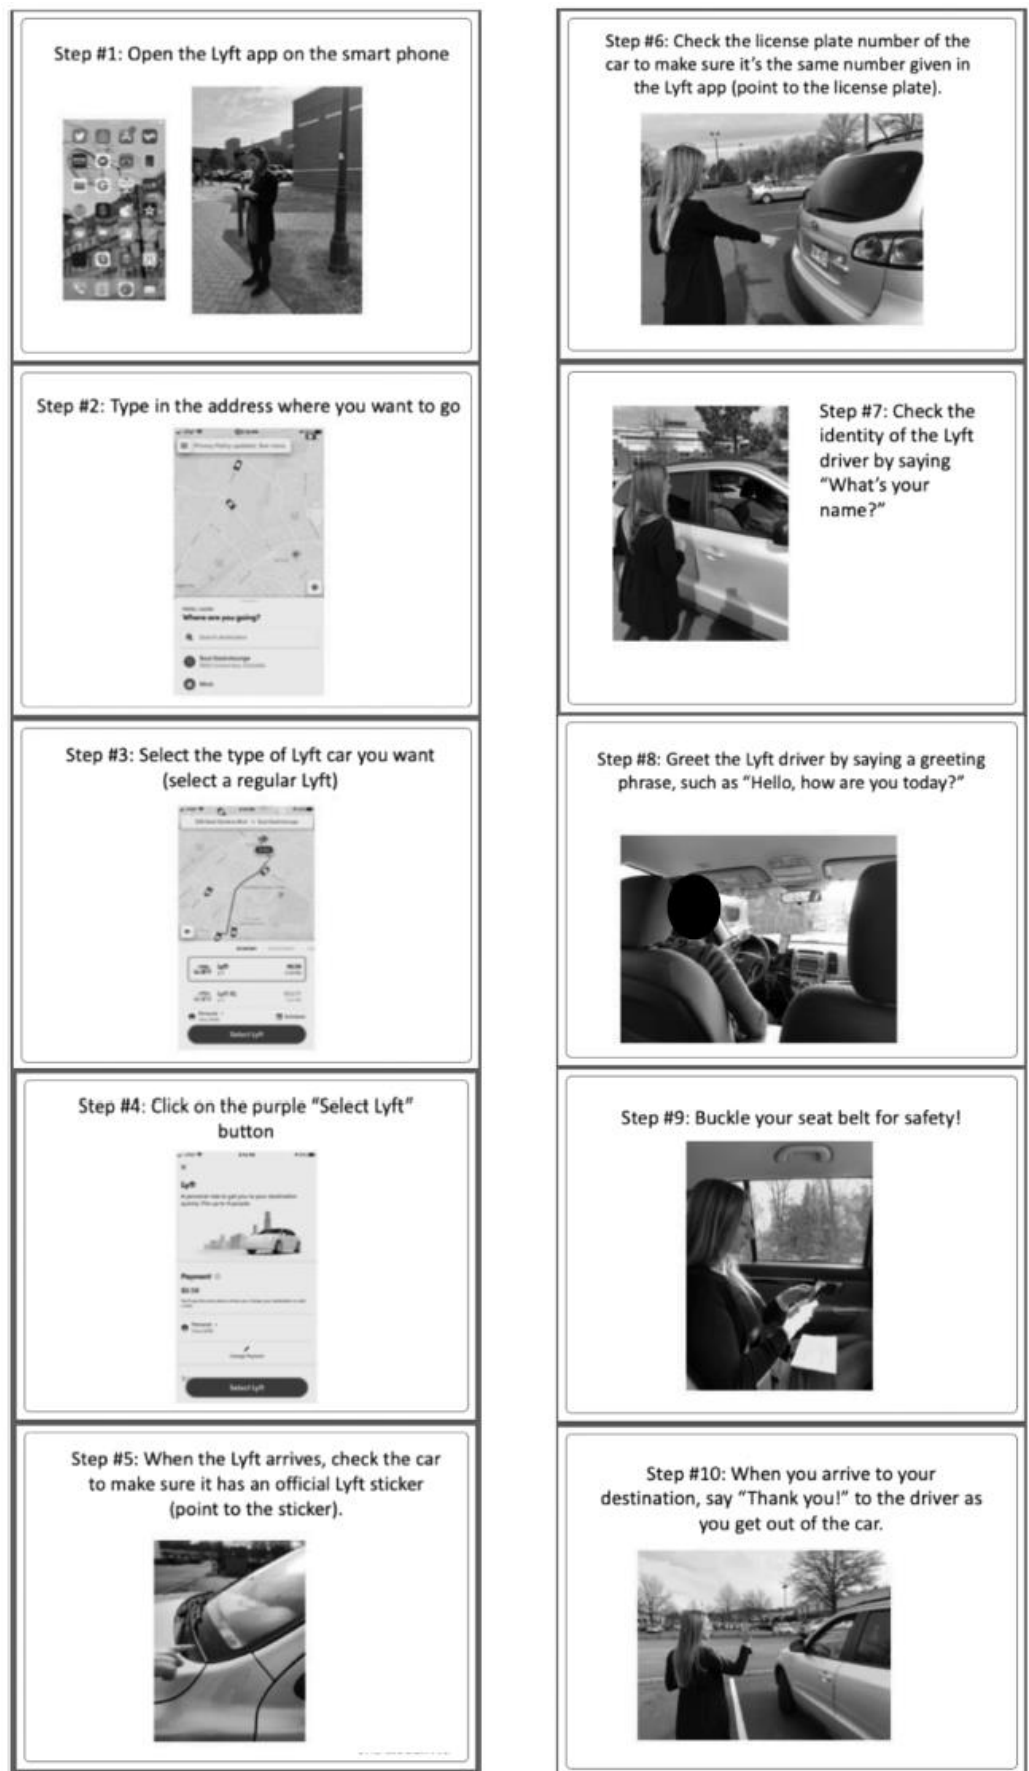 Step #1: Open the Lyft app on the smart phone
Step #2: Type in the address where you want to go
Where are you going?
Step #3: Select the type of Lyft car you want
(select a regular Lyft)
Lyft
Lyft XL
Select Lyft
Step #4: Click on the purple “Select Lyft”
button
Lyft
Payment
Select Lyft
Step #5: When the Lyft arrives, check the car
to make sure it has an official Lyft sticker
(point to the sticker).
Step #6: Check the license plate number of the
car to make sure it’s the same number given in
the Lyft app (point to the license plate).
Step #7: Check the
identity of the Lyft
driver by saying
“What’s your
name?”
Step #8: Greet the Lyft driver by saying a greeting
phrase, such as “Hello, how are you today?”
Step #9: Buckle your seat belt for safety!
Step #10: When you arrive to your
destination, say “Thank you!” to the driver as
you get out of the car.